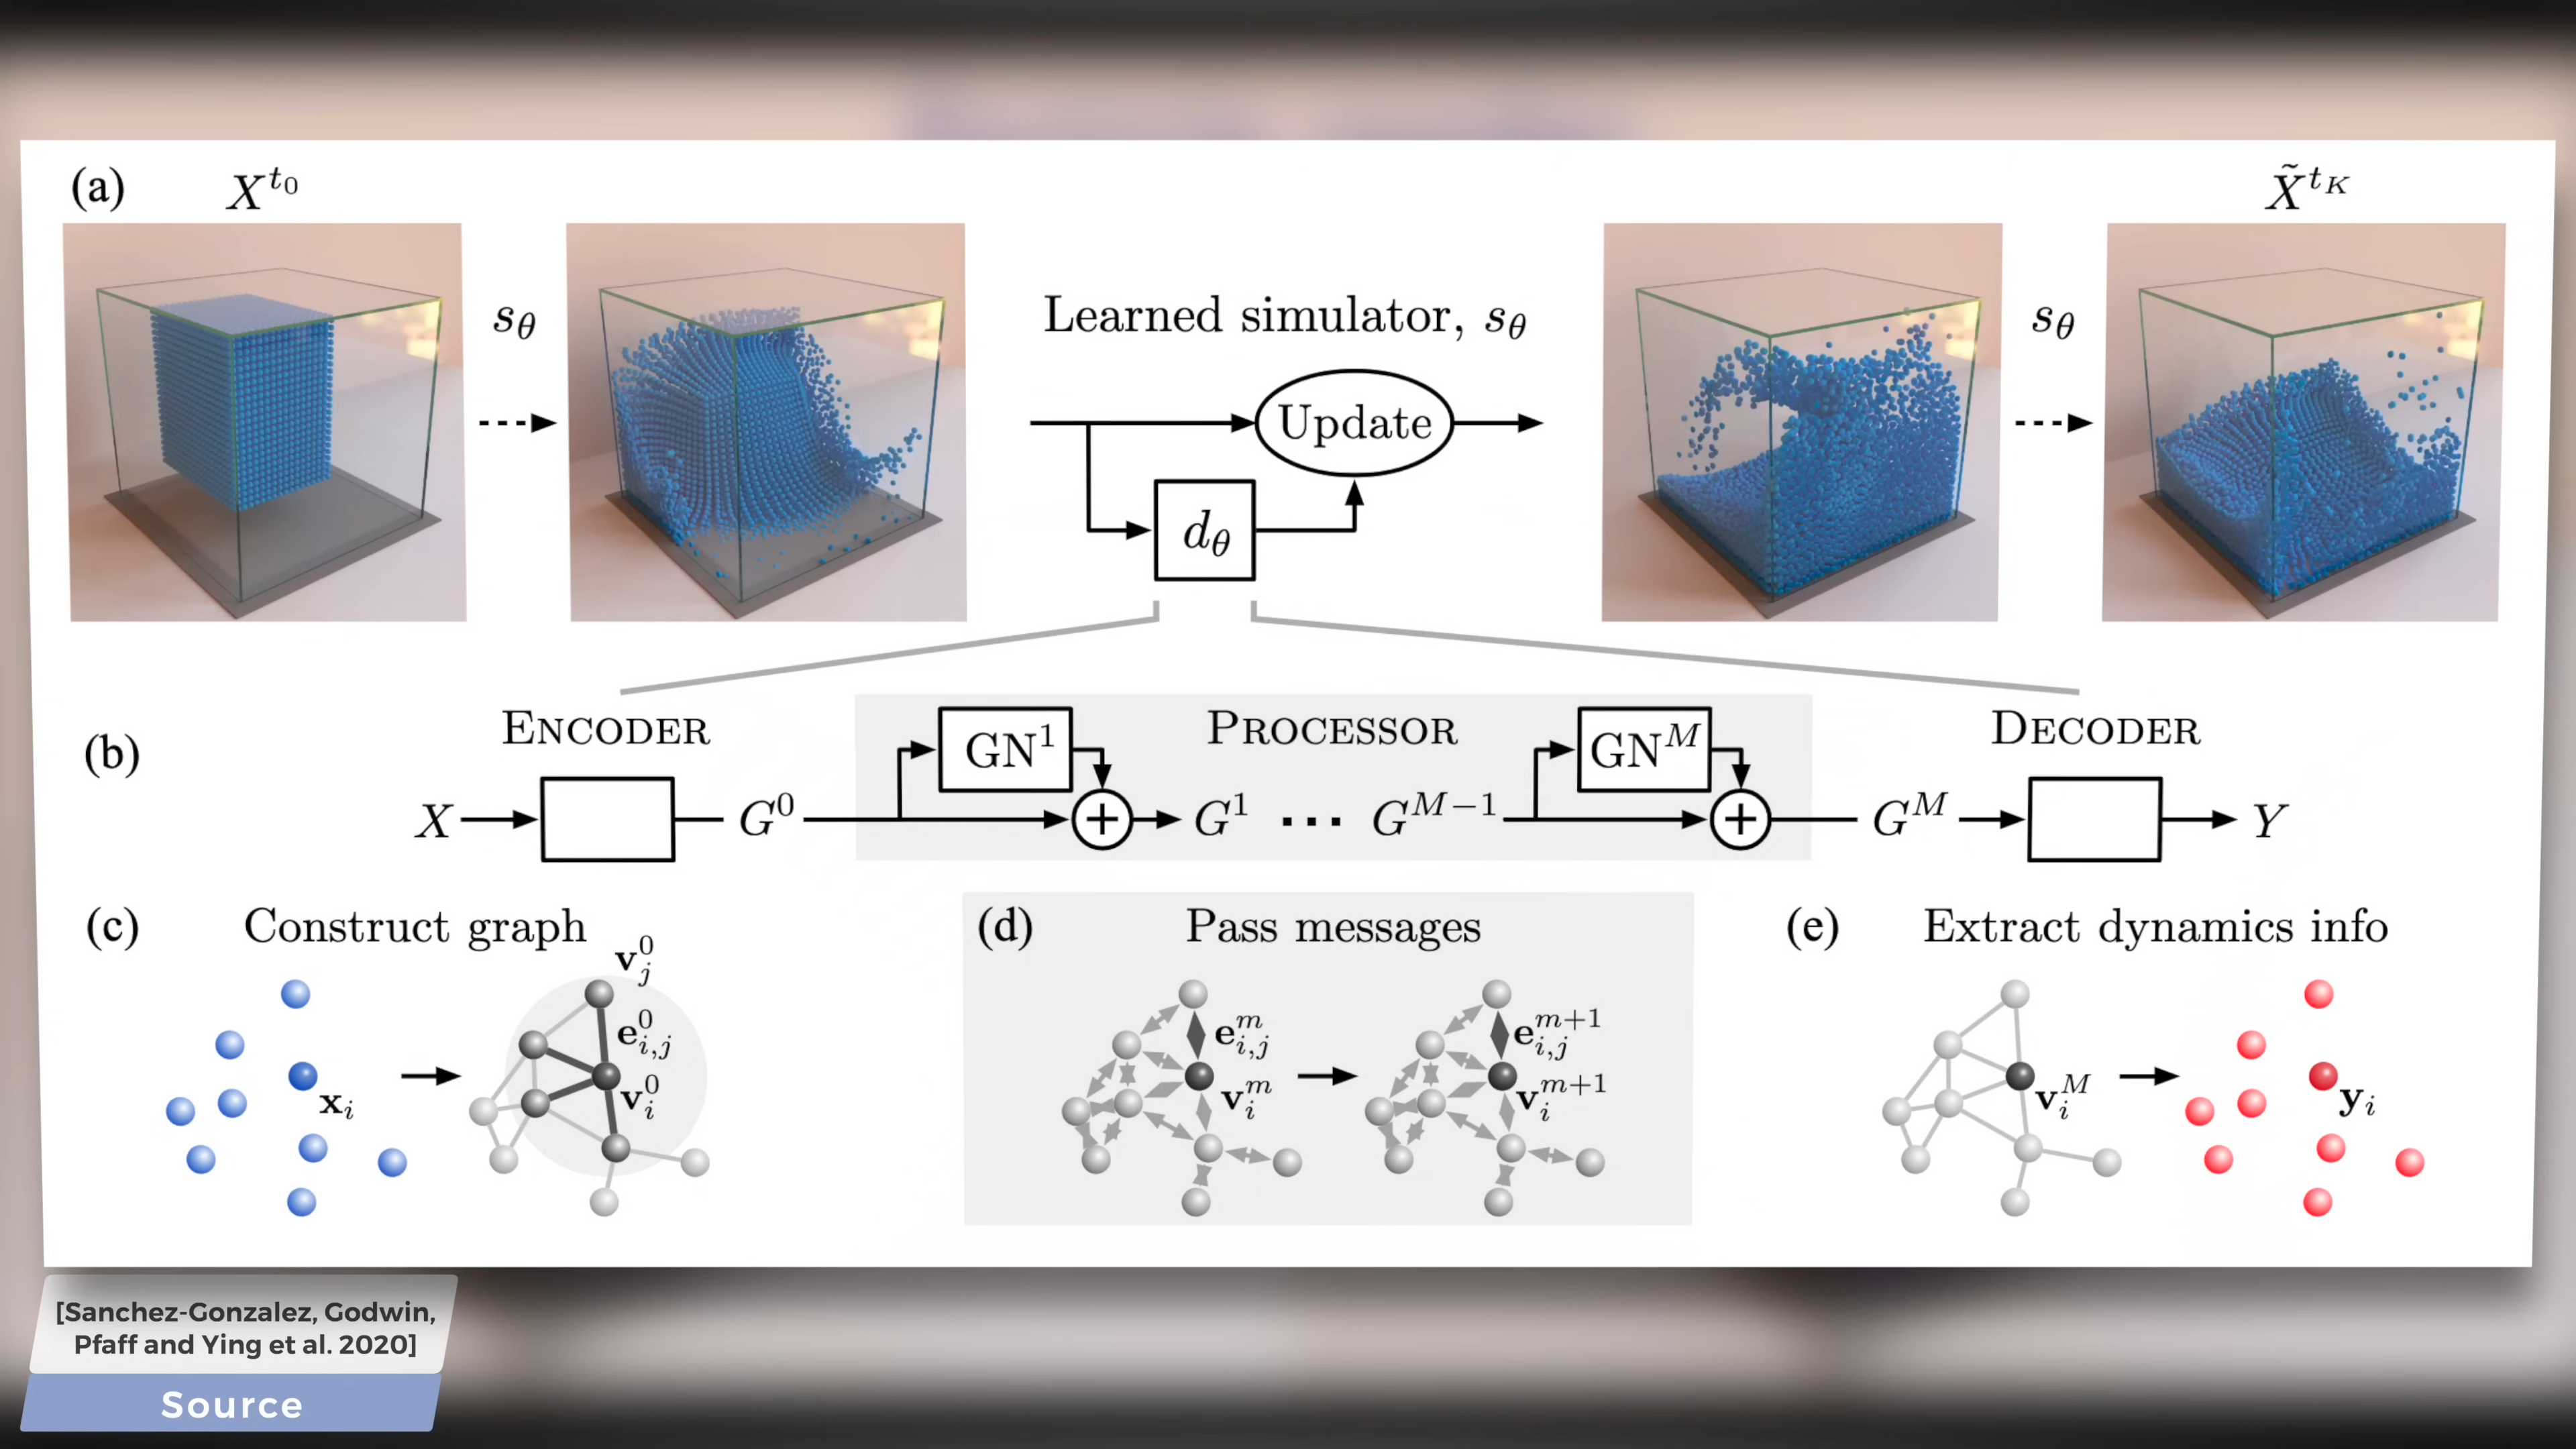 (a)
X^{t_0}
s_θ
Learned simulator, s_θ
Update
d_θ
s_θ
X̃^{t_K}
(b)
ENCODER
PROCESSOR
DECODER
X
G^0
GN^1
+
G^1
...
G^{M-1}
GN^M
+
G^M
Y
(c) Construct graph
x_i
v_j^0
e_{i,j}^0
v_i^0
(d) Pass messages
e_{i,j}^m
v_i^m
e_{i,j}^{m+1}
v_i^{m+1}
(e) Extract dynamics info
v_i^M
y_i
[Sanchez-Gonzalez, Godwin,
Pfaff and Ying et al. 2020]
Source